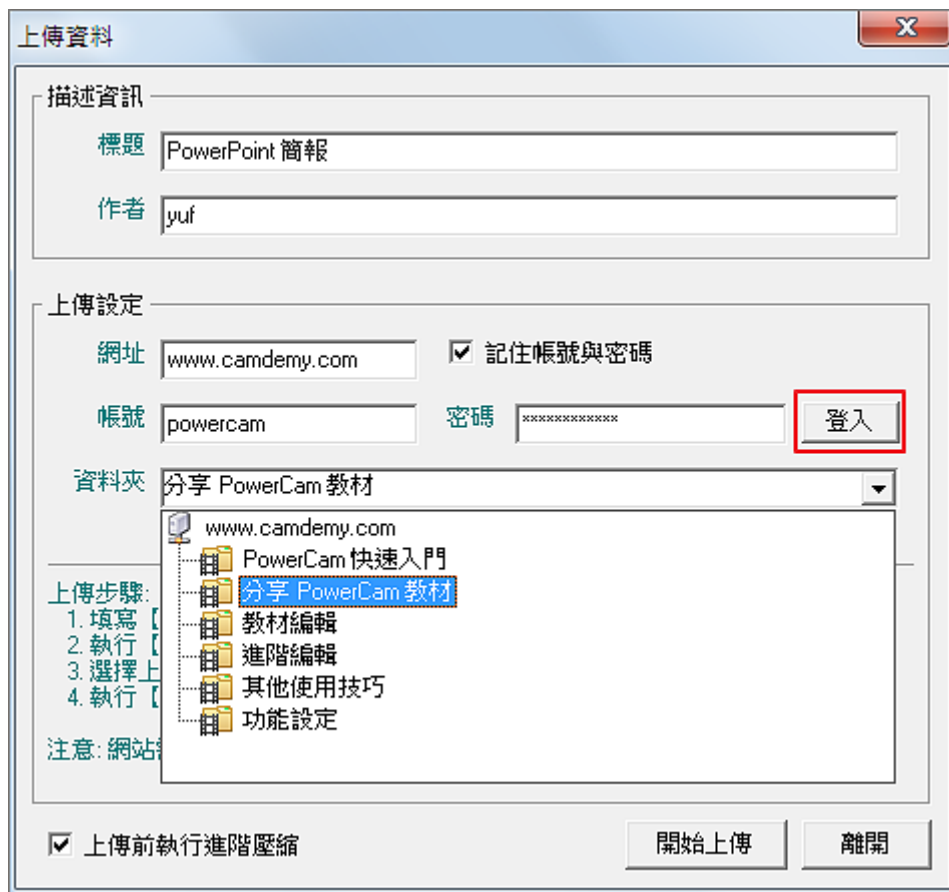 上傳資料
描述資訊
標題 PowerPoint 簡報
作者 yuf
上傳設定
網址 www.camdemy.com 記住帳號與密碼
帳號 powercam 密碼 ************ 登入
資料夾 分享 PowerCam 教材
www.camdemy.com
PowerCam 快速入門
分享 PowerCam 教材
教材編輯
進階編輯
其他使用技巧
功能設定
上傳步驟:
1. 填寫【
2. 執行【
3. 選擇上
4. 執行【
注意: 網站
上傳前執行進階壓縮 開始上傳 離開